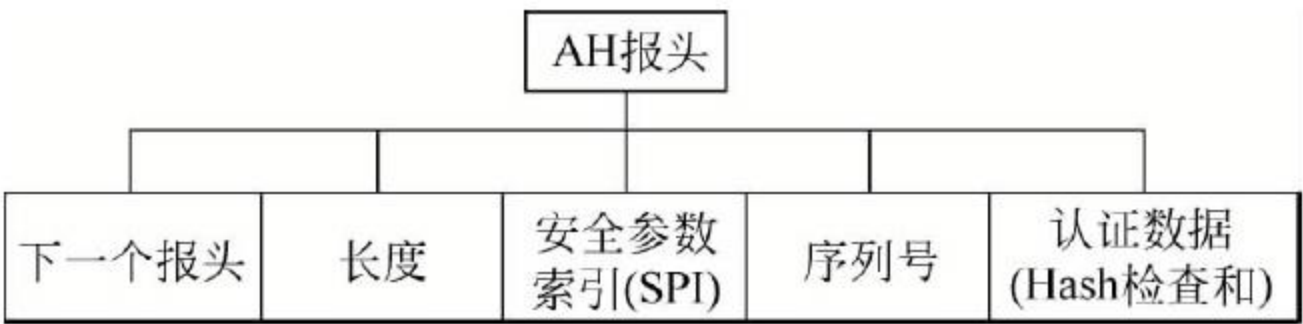 AH报头
下一个报头
长度
安全参数
索引(SPI)
序列号
认证数据
(Hash检查和)